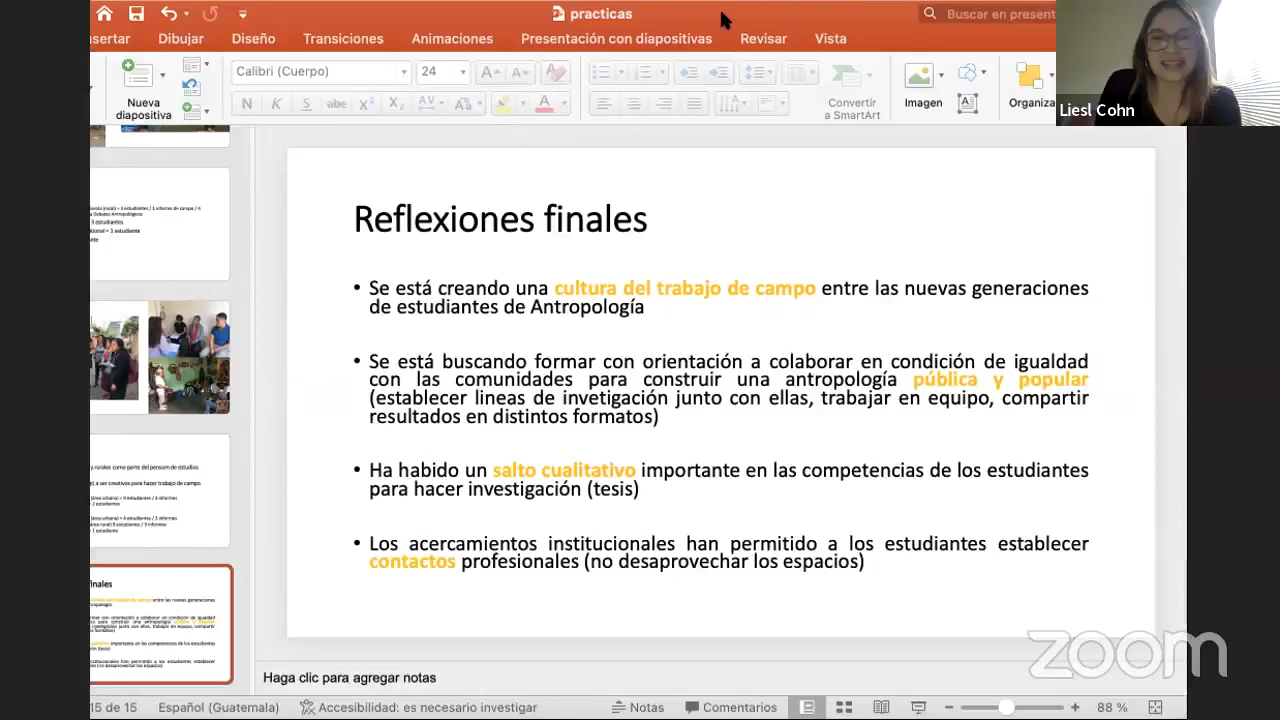 practicas
Buscar en present
sertar Dibujar Diseño Transiciones Animaciones Presentación con diapositivas Revisar Vista
Calibri (Cuerpo) 24
Nueva diapositiva
Convertir a SmartArt
Imagen
Organiza
Liesl Cohn
Reflexiones finales
• Se está creando una cultura del trabajo de campo entre las nuevas generaciones
de estudiantes de Antropología
• Se está buscando formar con orientación a colaborar en condición de igualdad
con las comunidades para construir una antropología pública y popular
(establecer lineas de invetigación junto con ellas, trabajar en equipo, compartir
resultados en distintos formatos)
• Ha habido un salto cualitativo importante en las competencias de los estudiantes
para hacer investigación (tesis)
• Los acercamientos institucionales han permitido a los estudiantes establecer
contactos profesionales (no desaprovechar los espacios)
zoom
Haga clic para agregar notas
15 de 15 Español (Guatemala) Accesibilidad: es necesario investigar Notas Comentarios 88 %